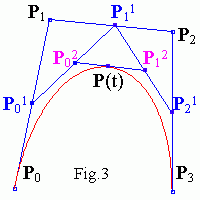 P₁
P₁¹
P₂
P₀²
P₁²
P(t)
P₀¹
P₂¹
P₀
Fig.3
P₃